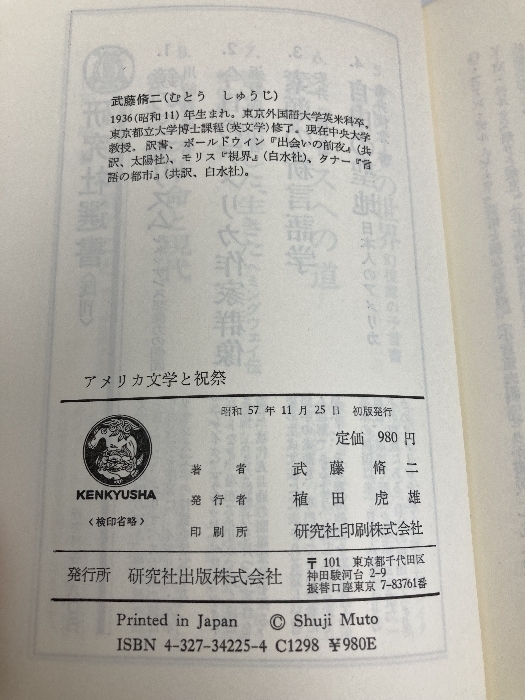 武藤脩二(むとう しゅうじ)
1936(昭和11)年生まれ。東京外国語大学英米科卒。
東京都立大学博士課程(英文学)修了。現在中央大学
教授。訳書、ボールドウィン『出会いの前夜』(共
訳、太陽社)、モリス『視界』(白水社)、タナー『言
語の都市』(共訳、白水社)。
アメリカ文学と祝祭
昭和57年11月25日 初版発行
定価 980円
KENKYUSHA
〈検印省略〉
著者 武藤脩二
発行者 植田虎雄
印刷所 研究社印刷株式会社
発行所 研究社出版株式会社
〒101 東京都千代田区
神田駿河台 2-9
振替口座東京 7-83761番
Printed in Japan © Shuji Muto
ISBN 4-327-34225-4 C1298 ¥980E